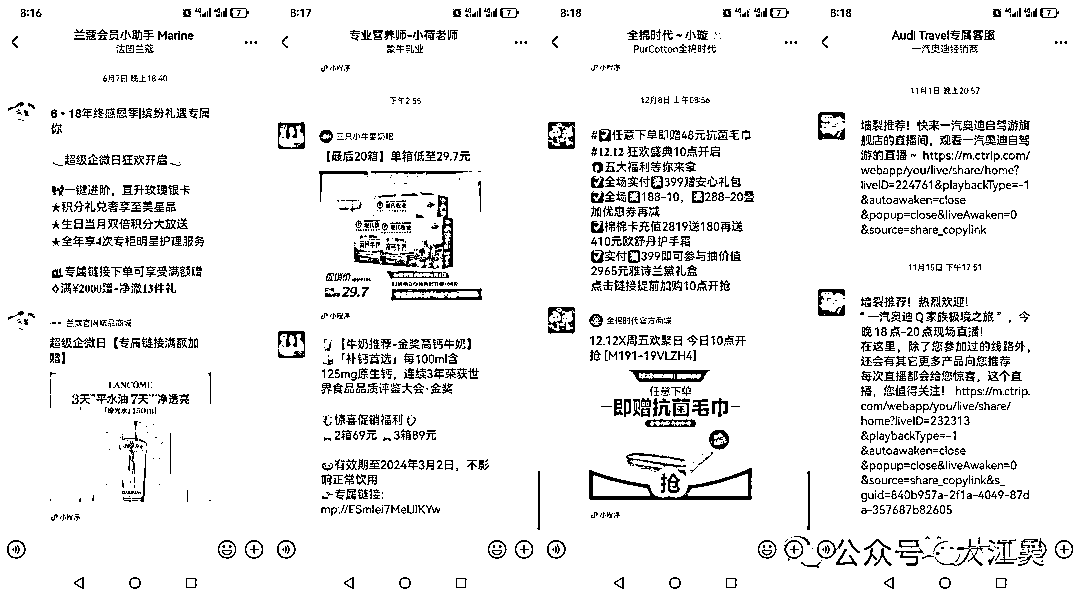 8:16
兰蔻会员小助手 Marine
法国兰蔻
6月7日 晚上18:40
6·18年终感恩季|缤纷礼遇专属
你
超级企微日狂欢开启
一键进阶，直升玫瑰银卡
★积分礼兑奢享至美星品
★生日当月双倍积分大放送
★全年享4次专柜明星护理服务
专属链接下单可享受满额赠
满¥2000赠-净澈13件礼
兰蔻官方精品商城
超级企微日【专属链接满额加
赠】
LANCOME
3天"平水油 7天"净透亮
150ml
小程序
8:17
专业营养师-小荷老师
蒙牛乳业
小程序
下午2:55
三只小牛
【最后20箱】单箱低至29.7元
29.7
小程序
【牛奶推荐-金奖高钙牛奶】
「补钙首选」每100ml含
125mg原生钙，连续3年荣获世
界食品品质评鉴大会·金奖
惊喜促销福利
2箱69元 3箱89元
有效期至2024年3月2日，不影
响正常饮用
专属链接:
mp://ESmlei7MeUJKYw
8:18
全棉时代 ~ 小璇
PurCotton全棉时代
小程序
12月8日 上午08:56
#任意下单即赠48元抗菌毛巾
#12.12 狂欢盛典10点开启
五大福利等你来拿
全场实付满399赠安心礼包
全场满188-10，满288-20叠
加优惠券再减
棉棉卡充值2819送180再送
410元欧舒丹护手霜
实付满399即可参与抽价值
2965元雅诗兰黛礼盒
点击链接提前加购10点开抢
全棉时代官方商城
12.12X周五欢聚日 今日10点开
抢 [M191-19VLZH4]
任意下单
即赠抗菌毛巾
抢
小程序
8:18
Audi Travel专属客服
一汽奥迪经销商
11月1日 晚上20:57
墙裂推荐！快来一汽奥迪自驾游旗
舰店的直播间，观看一汽奥迪自驾
游的直播 ~ https://m.ctrip.com/
webapp/you/live/share/home?
liveID=224761&playbackType=-1
&autoawaken=close
&popup=close&liveAwaken=0
&source=share_copylink
11月15日 下午17:51
墙裂推荐！热烈欢迎！
"一汽奥迪Q家族极境之旅"，今
晚18点-20点现场直播！
在这里，除了您参加过的线路外，
还会有其它更多产品向您推荐
每次直播都会给您惊喜，这个直
播，您值得关注！ https://m.ctrip.
com/webapp/you/live/share/
home?liveID=232313
&playbackType=-1
&autoawaken=close
&popup=close&liveAwaken=0
&source=share_copylink&s_
guid=840b957a-2f1a-4049-87d
a-357687b82605
公众号·大江昊